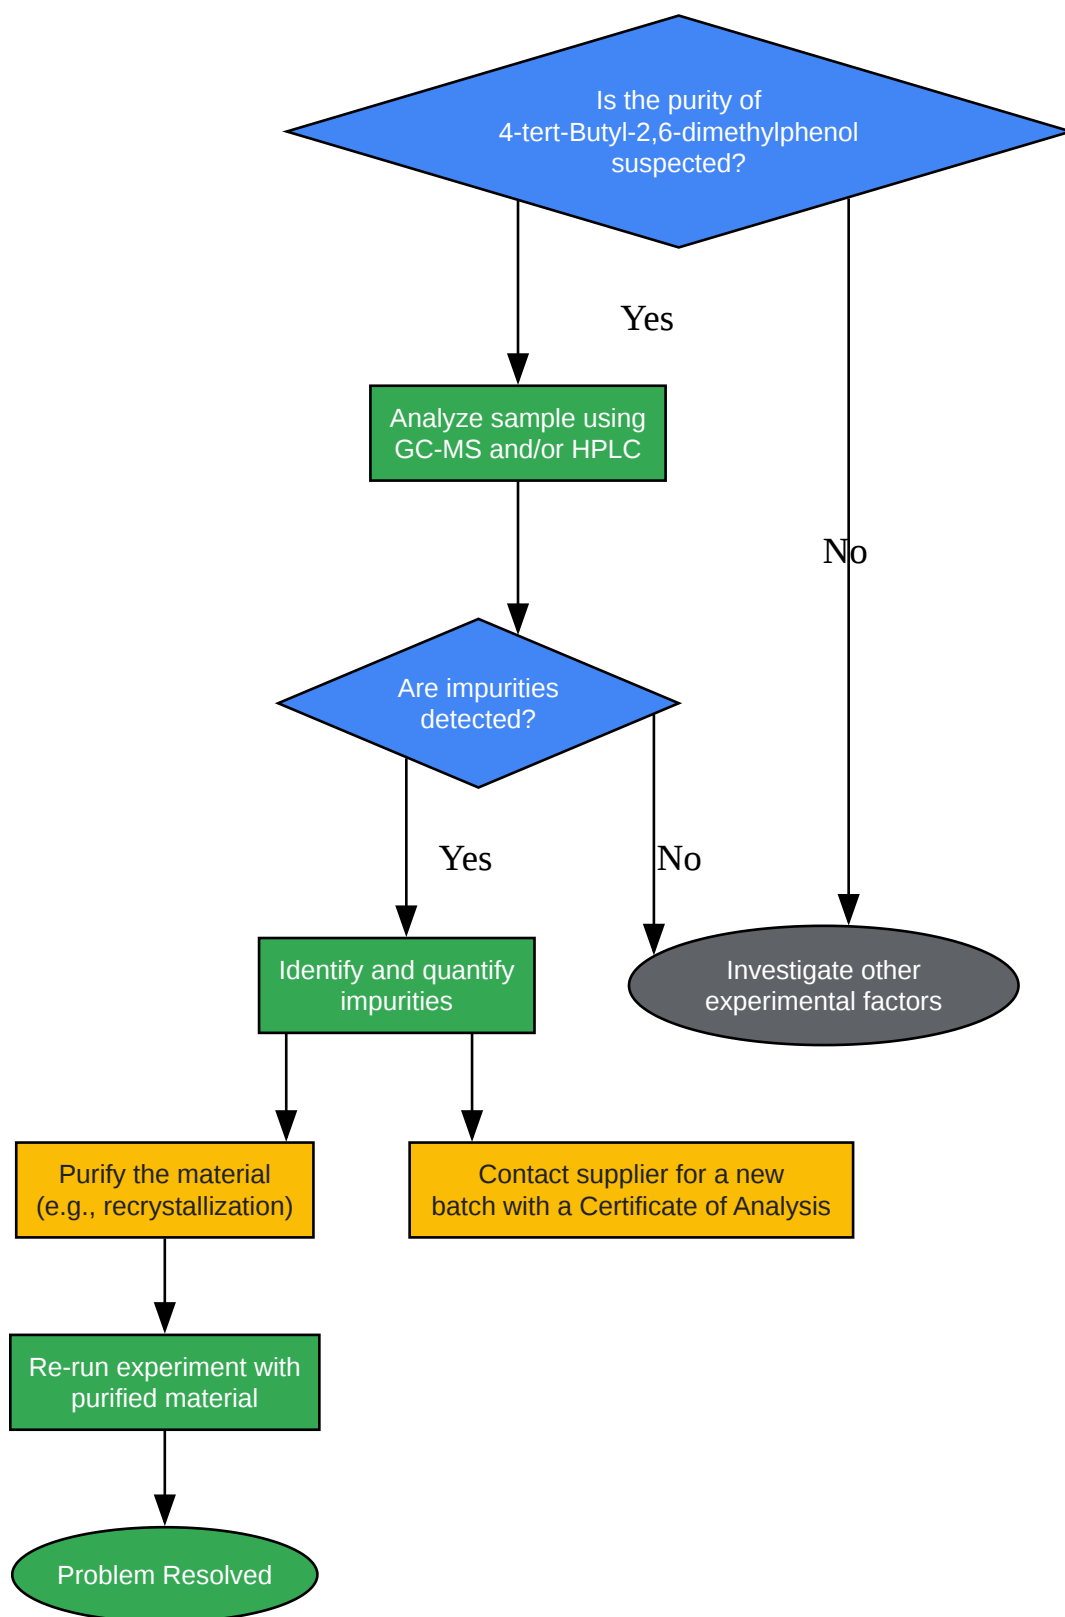 Is the purity of
4-tert-Butyl-2,6-dimethylphenol
suspected?
Yes
Analyze sample using
GC-MS and/or HPLC
No
Are impurities
detected?
Yes
No
Identify and quantify
impurities
Investigate other
experimental factors
Purify the material
(e.g., recrystallization)
Contact supplier for a new
batch with a Certificate of Analysis
Re-run experiment with
purified material
Problem Resolved